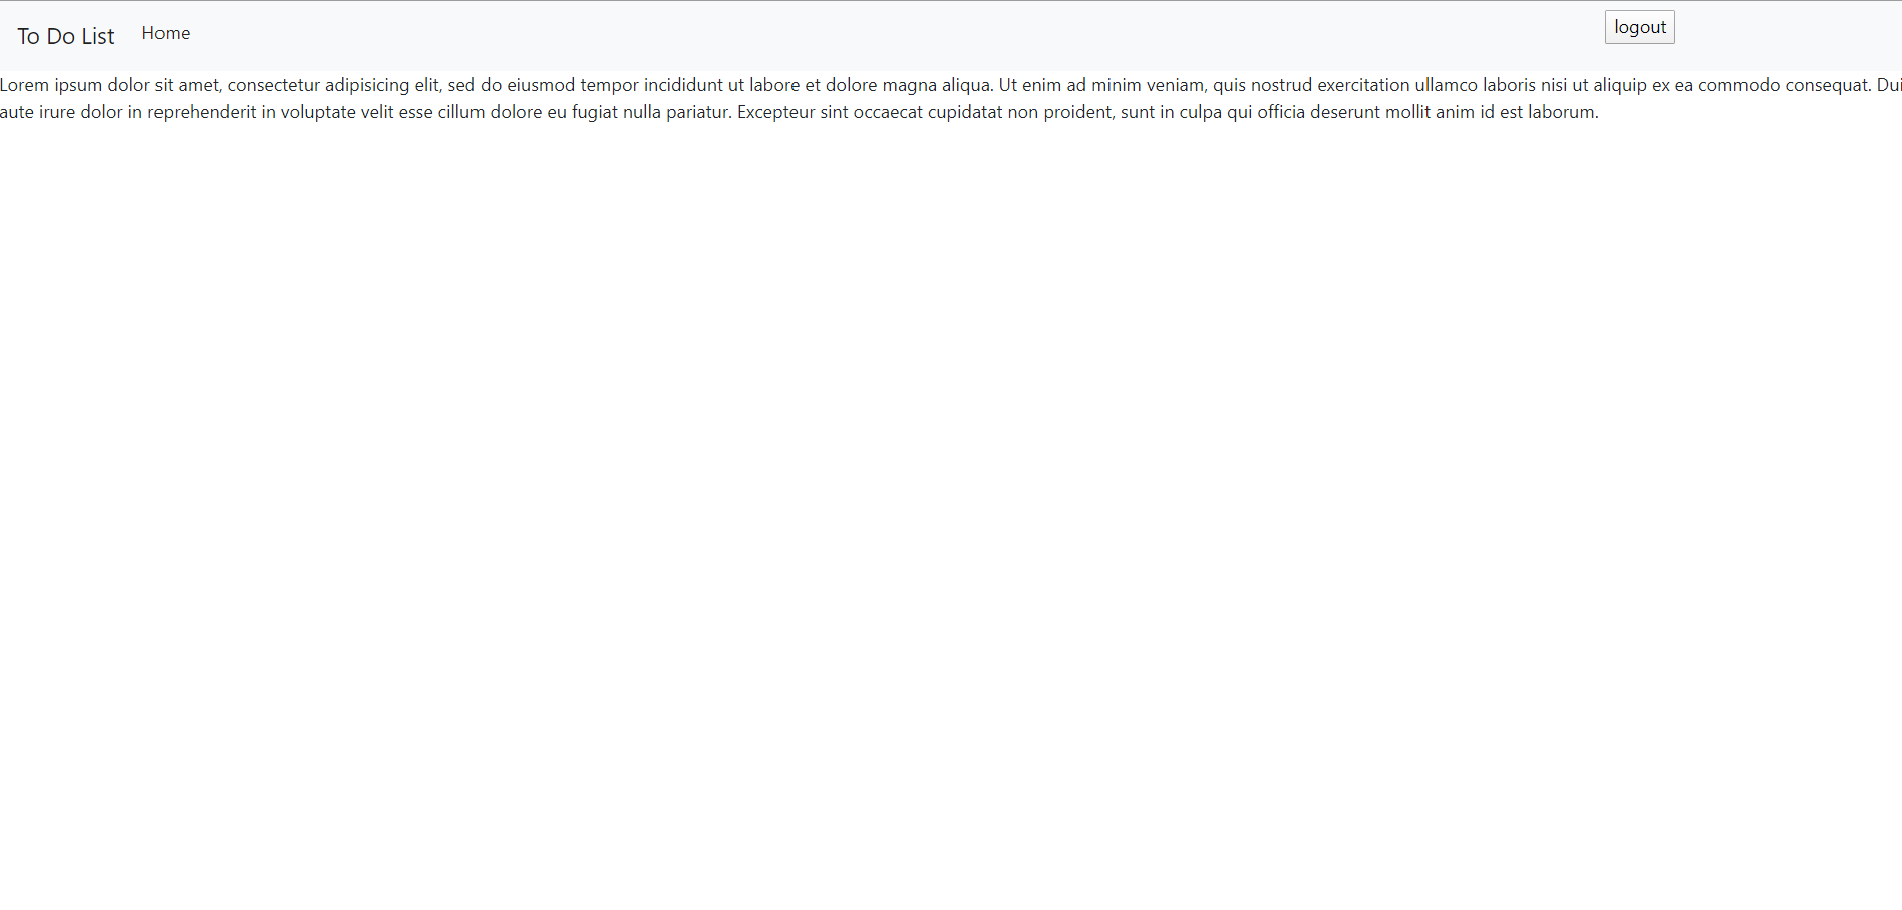 To Do List Home logout
Lorem ipsum dolor sit amet, consectetur adipisicing elit, sed do eiusmod tempor incididunt ut labore et dolore magna aliqua. Ut enim ad minim veniam, quis nostrud exercitation ullamco laboris nisi ut aliquip ex ea commodo consequat. Dui
aute irure dolor in reprehenderit in voluptate velit esse cillum dolore eu fugiat nulla pariatur. Excepteur sint occaecat cupidatat non proident, sunt in culpa qui officia deserunt mollit anim id est laborum.